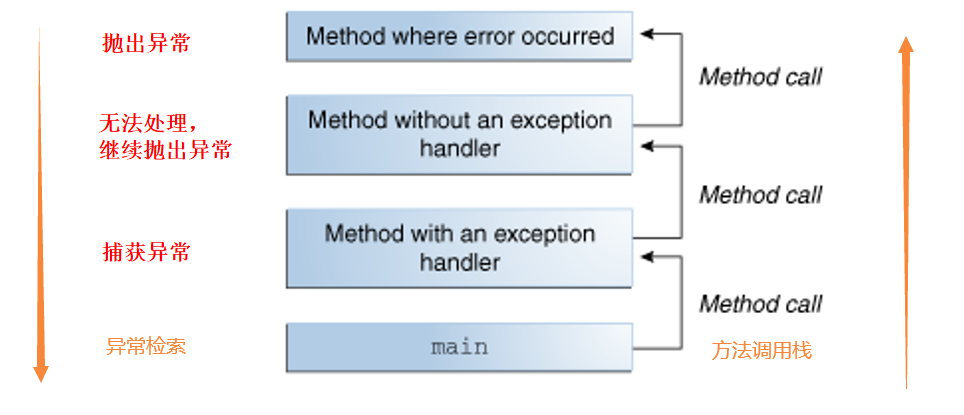 抛出异常
Method where error occurred
Method call
无法处理，
继续抛出异常
Method without an exception
handler
Method call
捕获异常
Method with an exception
handler
Method call
异常检索
main
方法调用栈